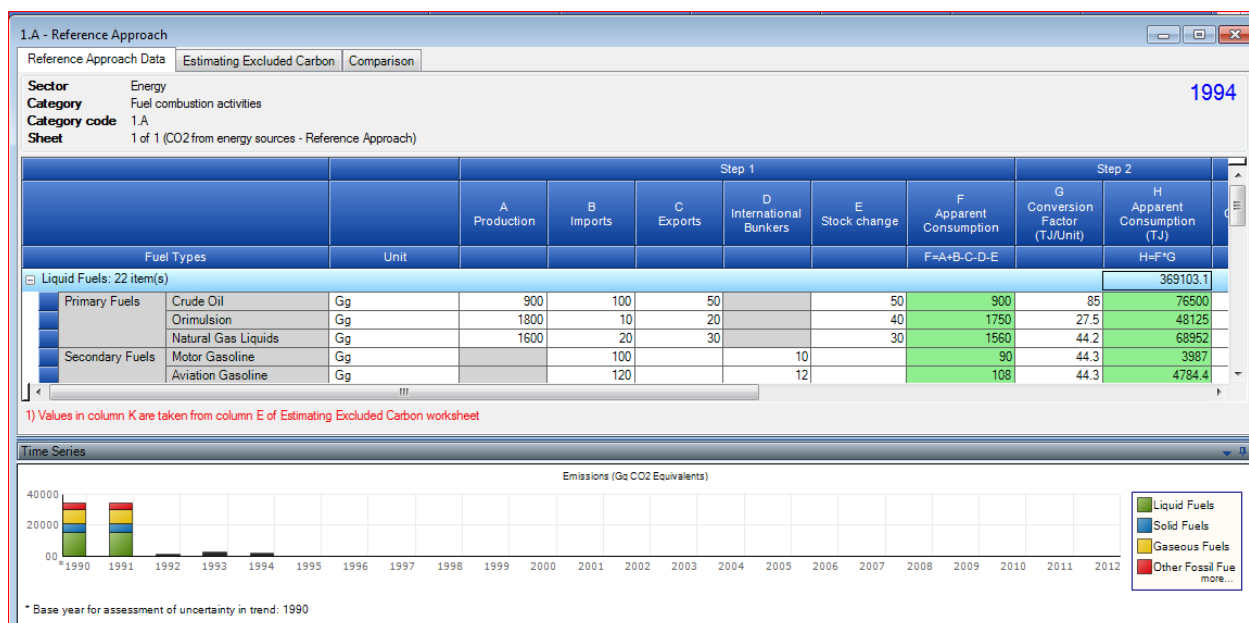 1.A - Reference Approach
Reference Approach Data Estimating Excluded Carbon Comparison
Sector Energy
Category Fuel combustion activities
Category code 1.A
Sheet 1 of 1 (CO2 from energy sources - Reference Approach)
1994
Step 1 Step 2
A Production B Imports C Exports D International Bunkers E Stock change F Apparent Consumption G Conversion Factor (TJ/Unit) H Apparent Consumption (TJ)
Fuel Types Unit F=A+B-C-D-E H=F*G
Liquid Fuels: 22 item(s) 369103.1
Primary Fuels Crude Oil Gg 900 100 50 50 900 85 76500
Orimulsion Gg 1800 10 20 40 1750 27.5 48125
Natural Gas Liquids Gg 1600 20 30 30 1560 44.2 68952
Secondary Fuels Motor Gasoline Gg 100 10 90 44.3 3987
Aviation Gasoline Gg 120 12 108 44.3 4784.4
1) Values in column K are taken from column E of Estimating Excluded Carbon worksheet
Time Series
Emissions (Gg CO2 Equivalents)
40000
20000
00
*1990 1991 1992 1993 1994 1995 1996 1997 1998 1999 2000 2001 2002 2003 2004 2005 2006 2007 2008 2009 2010 2011 2012
Liquid Fuels
Solid Fuels
Gaseous Fuels
Other Fossil Fue
more...
* Base year for assessment of uncertainty in trend: 1990